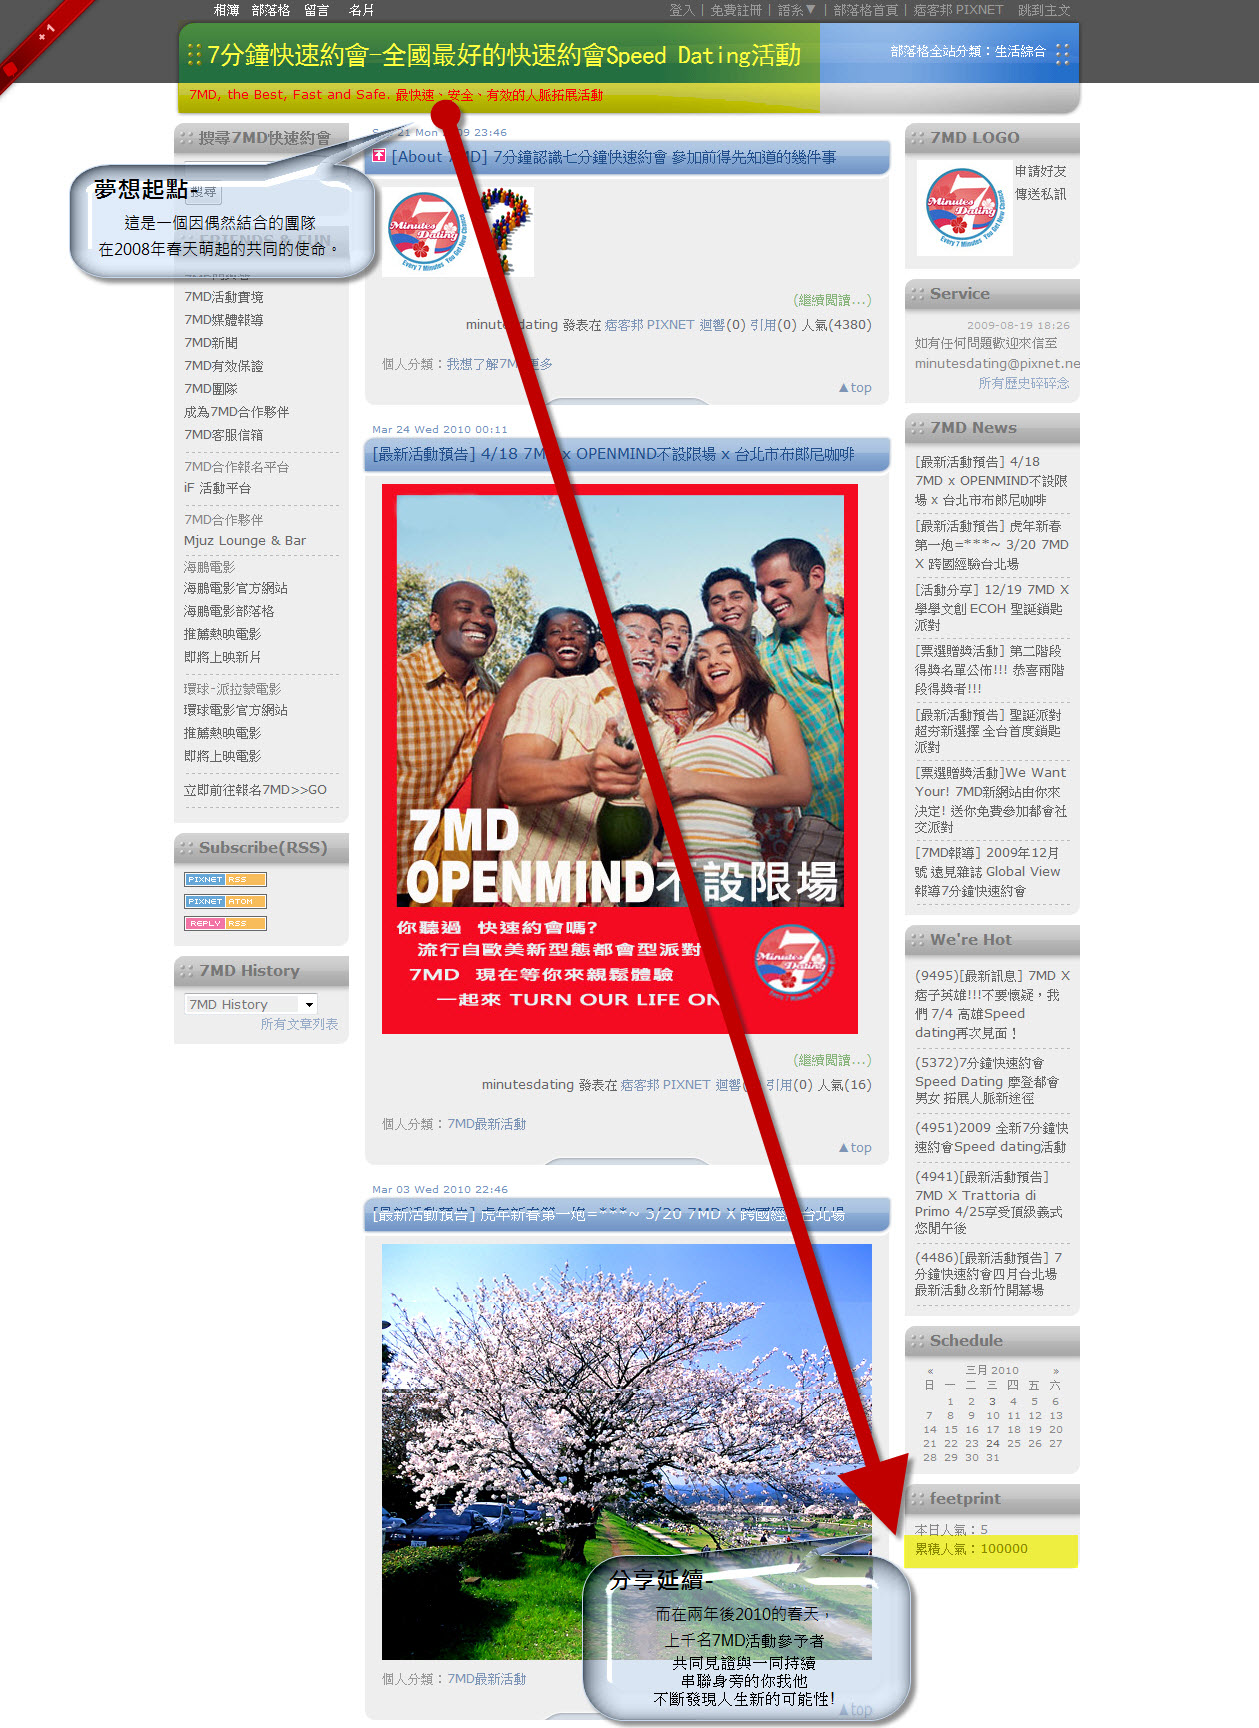 相簿 部落格 留言 名片
登入 | 免費註冊 | 語系▼ | 部落格首頁 | 痞客邦 PIXNET 跳到主文
+1
7分鐘快速約會-全國最好的快速約會Speed Dating活動
部落格全站分類：生活綜合
7MD, the Best, Fast and Safe. 最快速、安全、有效的人脈拓展活動
搜尋7MD快速約會
搜尋
夢想起點-
這是一個因偶然結合的團隊
在2008年春天萌起的共同的使命。
FRIENDS & FUN
7MD活動實境
7MD媒體報導
7MD新聞
7MD有效保證
7MD團隊
成為7MD合作夥伴
7MD客服信箱
7MD合作報名平台
iF 活動平台
7MD合作夥伴
Mjuz Lounge & Bar
海鵬電影
海鵬電影官方網站
海鵬電影部落格
推薦熱映電影
即將上映新片
環球-派拉蒙電影
環球電影官方網站
推薦熱映電影
即將上映電影
立即前往報名7MD>>GO
Subscribe(RSS)
PIXNET RSS
PIXNET ATOM
REPLY RSS
7MD History
7MD History
所有文章列表
21 Mon 09 23:46
[About 7MD] 7分鐘認識七分鐘快速約會 參加前得先知道的幾件事
7
Minutes Dating
Every 7 Minutes You Get New Chance
(繼續閱讀...)
minutesdating 發表在 痞客邦 PIXNET 迴響(0) 引用(0) 人氣(4380)
個人分類：我想了解7MD更多
▲top
Mar 24 Wed 2010 00:11
[最新活動預告] 4/18 7MD x OPENMIND不設限場 x 台北市布郎尼咖啡
7MD
OPENMIND不設限場
你聽過 快速約會嗎?
流行自歐美新型態都會型派對
7MD 現在等你來親鬆體驗
一起來 TURN OUR LIFE ON
7
Minutes Dating
Every 7 Minutes You Get New Chance
(繼續閱讀...)
minutesdating 發表在 痞客邦 PIXNET 迴響 引用(0) 人氣(16)
個人分類：7MD最新活動
▲top
Mar 03 Wed 2010 22:46
[最新活動預告] 虎年新春第一炮=***~ 3/20 7MD X 跨國經驗台北場
個人分類：7MD最新活動
分享延續-
而在兩年後2010的春天，
上千名7MD活動參予者
共同見證與一同持續
串聯身旁的你我他
不斷發現人生新的可能性!
▲top
7MD LOGO
7
Minutes Dating
Every 7 Minutes You Get New Chance
申請好友
傳送私訊
Service
2009-08-19 18:26
如有任何問題歡迎來信至
minutesdating@pixnet.ne
所有歷史碎碎念
7MD News
[最新活動預告] 4/18
7MD x OPENMIND不設限
場 x 台北市布郎尼咖啡
[最新活動預告] 虎年新春
第一炮=***~ 3/20 7MD
X 跨國經驗台北場
[活動分享] 12/19 7MD X
學學文創 ECOH 聖誕鎖匙
派對
[票選贈獎活動] 第二階段
得獎名單公佈!!! 恭喜兩階
段得獎者!!!
[最新活動預告] 聖誕派對
超夯新選擇 全台首度鎖匙
派對
[票選贈獎活動]We Want
Your! 7MD新網站由你來
決定! 送你免費參加都會社
交派對
[7MD報導] 2009年12月
號 遠見雜誌 Global View
報導7分鐘快速約會
We're Hot
(9495)[最新訊息] 7MD X
痞子英雄!!!不要懷疑，我
們 7/4 高雄Speed
dating再次見面！
(5372)7分鐘快速約會
Speed Dating 摩登都會
男女 拓展人脈新途徑
(4951)2009 全新7分鐘快
速約會Speed dating活動
(4941)[最新活動預告]
7MD X Trattoria di
Primo 4/25享受頂級義式
悠閒午後
(4486)[最新活動預告] 7
分鐘快速約會四月台北場
最新活動&新竹開幕場
Schedule
« 三月 2010 »
日 一 二 三 四 五 六
1 2 3 4 5 6
7 8 9 10 11 12 13
14 15 16 17 18 19 20
21 22 23 24 25 26 27
28 29 30 31
feetprint
本日人氣：5
累積人氣：100000